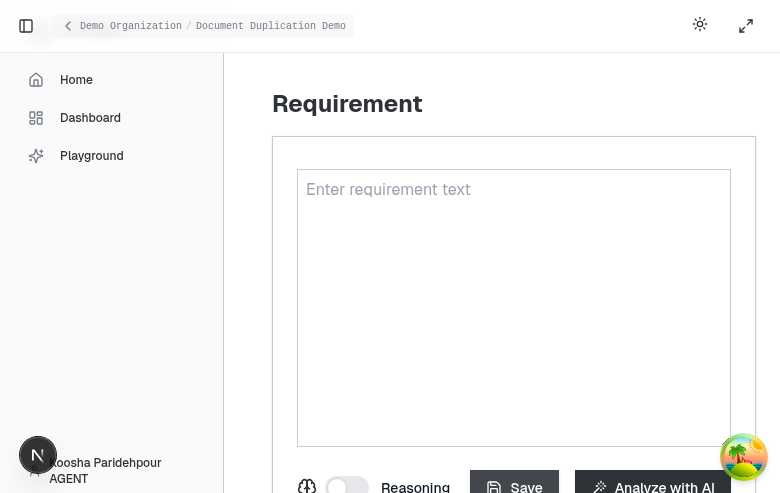 Demo Organization / Document Duplication Demo
Home
Dashboard
Playground
Requirement
Enter requirement text
N
Koosha Paridehpour
AGENT
Reasoning
Save
Analyze with AI